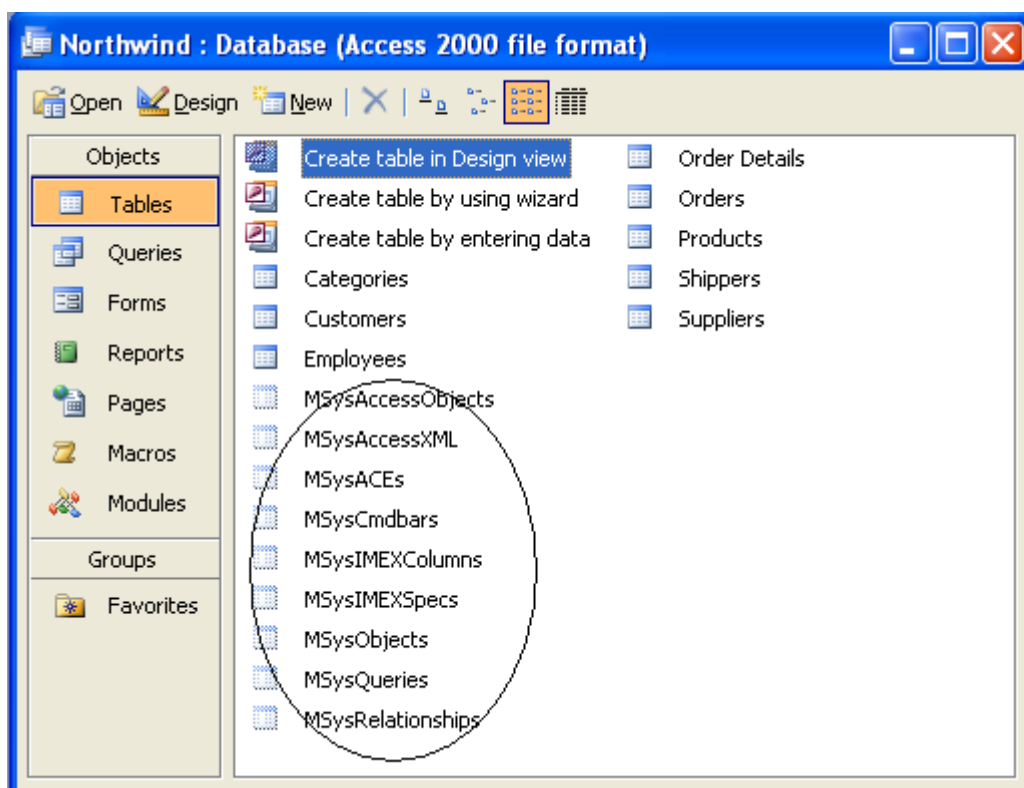 Northwind : Database (Access 2000 file format)
Open Design New
Objects
Tables
Queries
Forms
Reports
Pages
Macros
Modules
Groups
Favorites
Create table in Design view
Create table by using wizard
Create table by entering data
Categories
Customers
Employees
MSysAccessObjects
MSysAccessXML
MSysACEs
MSysCmdbars
MSysIMEXColumns
MSysIMEXSpecs
MSysObjects
MSysQueries
MSysRelationships
Order Details
Orders
Products
Shippers
Suppliers